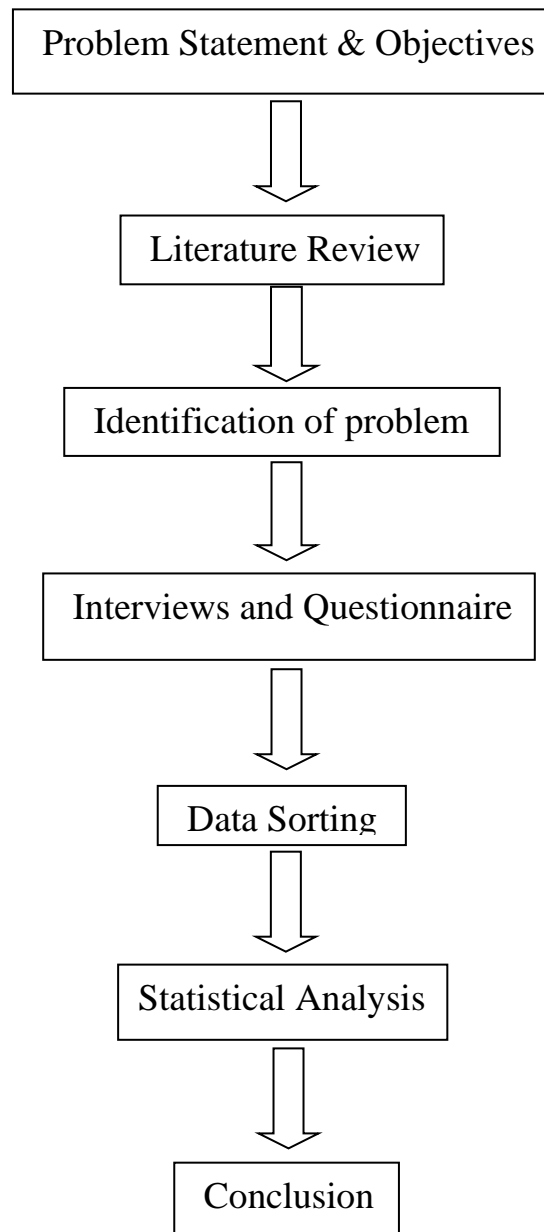 Problem Statement & Objectives
Literature Review
Identification of problem
Interviews and Questionnaire
Data Sorting
Statistical Analysis
Conclusion